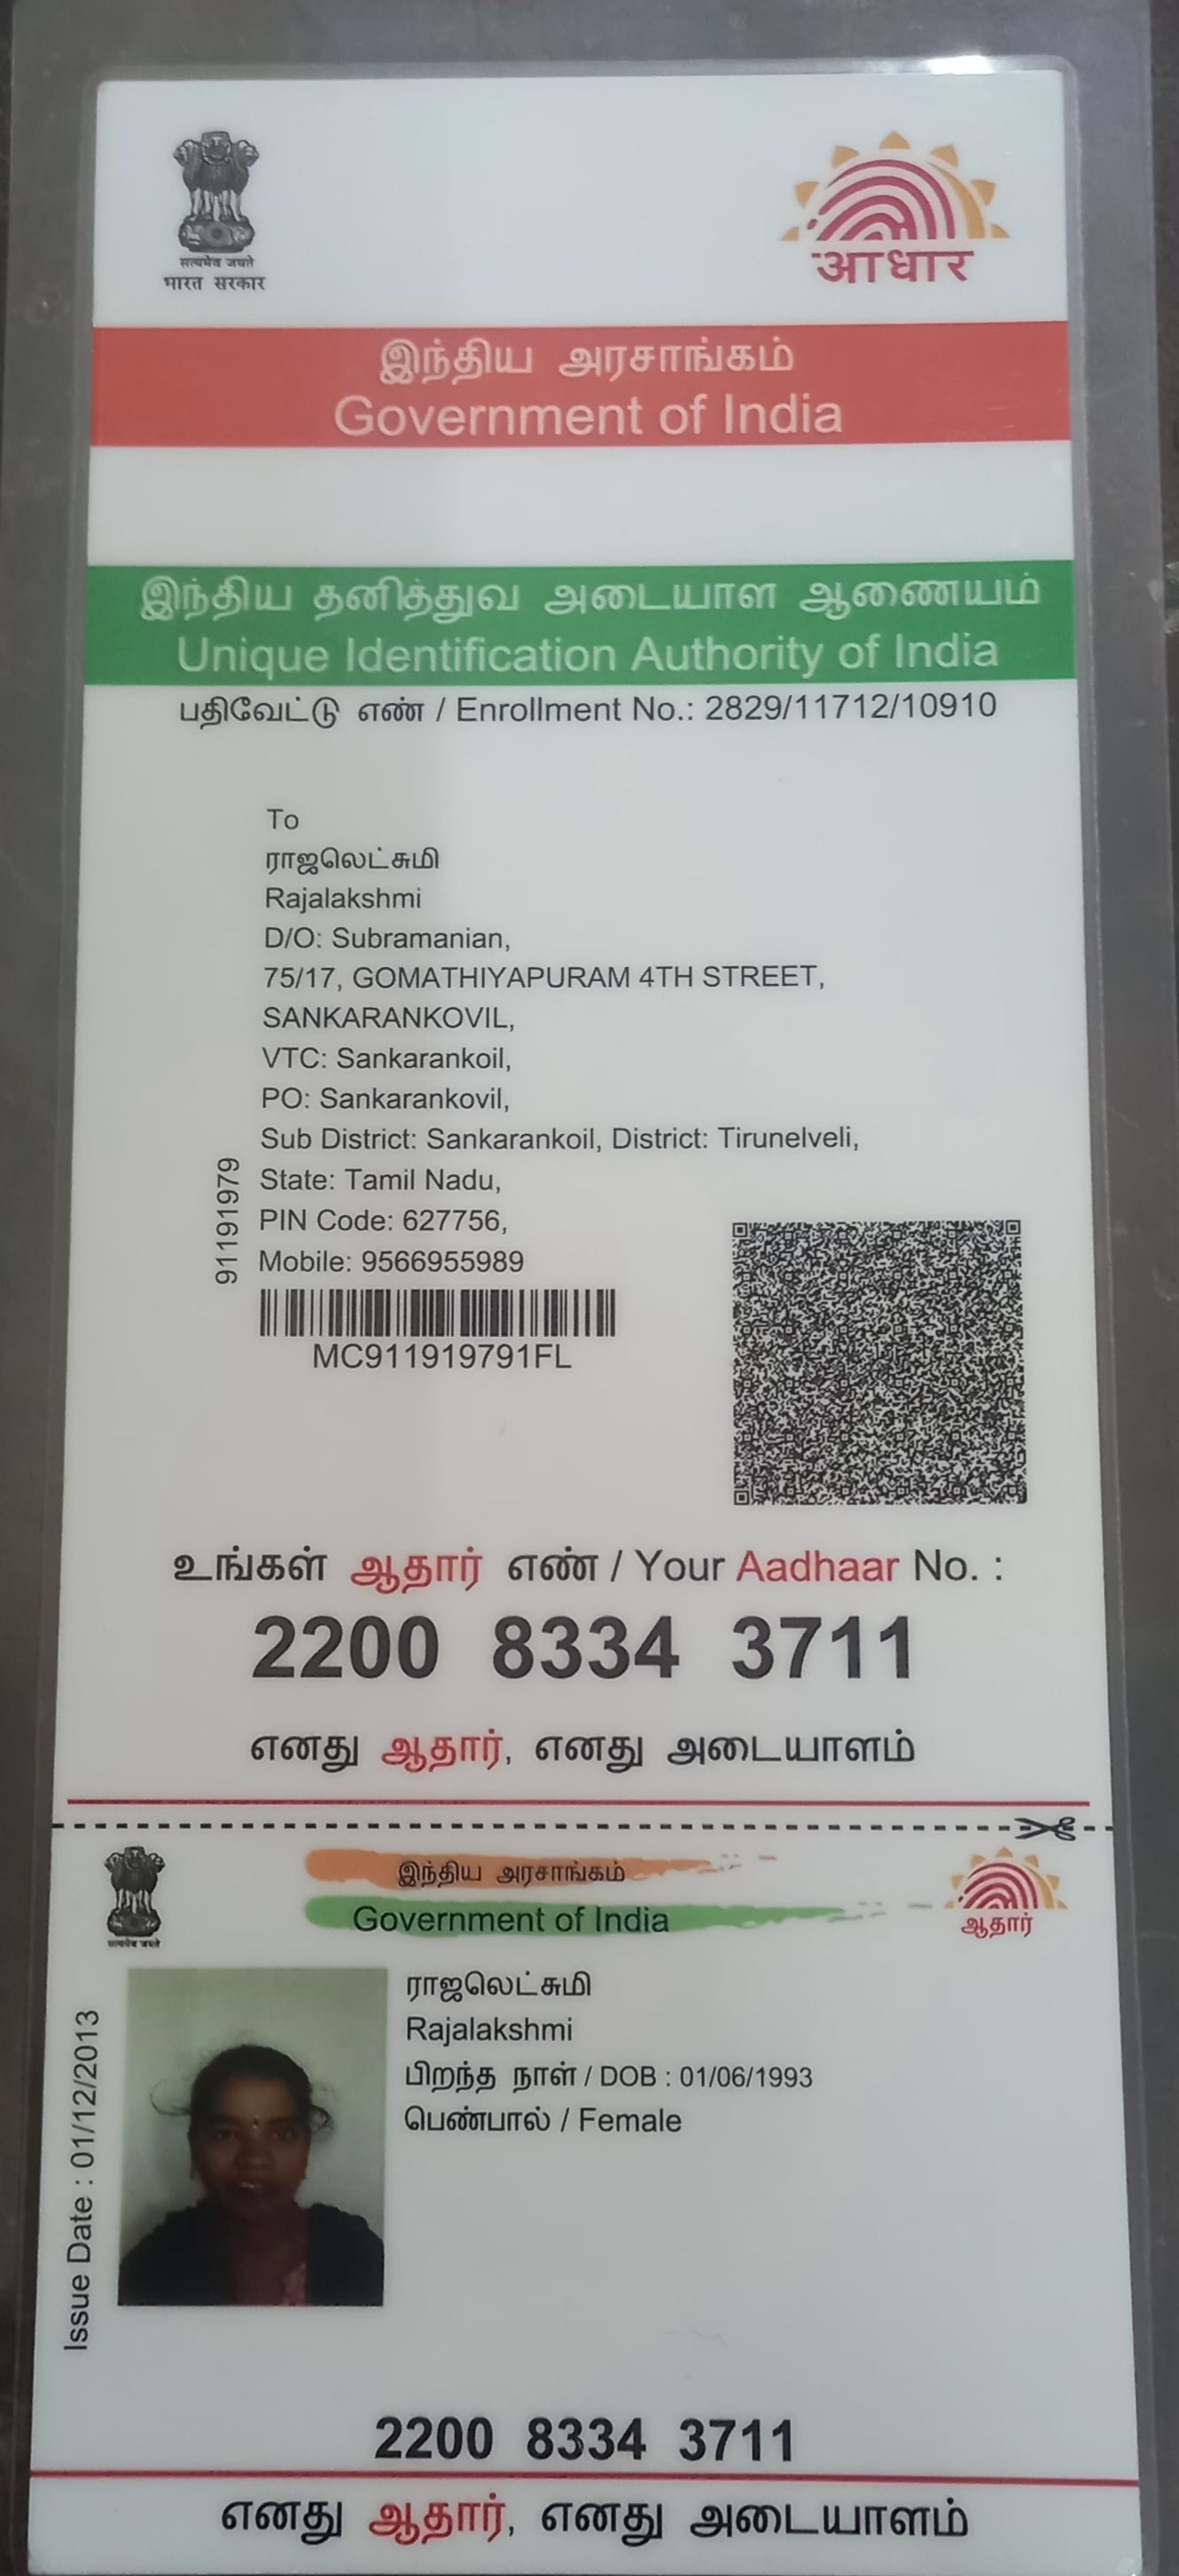 सत्यमेव जयते
भारत सरकार
आधार
இந்திய அரசாங்கம்
Government of India
இந்திய தனித்துவ அடையாள ஆணையம்
Unique Identification Authority of India
பதிவேட்டு எண் / Enrollment No.: 2829/11712/10910
To
ராஜலெட்சுமி
Rajalakshmi
D/O: Subramanian,
75/17, GOMATHIYAPURAM 4TH STREET,
SANKARANKOVIL,
VTC: Sankarankoil,
PO: Sankarankovil,
Sub District: Sankarankoil, District: Tirunelveli,
State: Tamil Nadu,
PIN Code: 627756,
Mobile: 9566955989
91191979
MC911919791FL
உங்கள் ஆதார் எண் / Your Aadhaar No. :
2200 8334 3711
எனது ஆதார், எனது அடையாளம்
सत्यमेव जयते
இந்திய அரசாங்கம்
Government of India
ஆதார்
ராஜலெட்சுமி
Rajalakshmi
பிறந்த நாள் / DOB : 01/06/1993
பெண்பால் / Female
Issue Date : 01/12/2013
2200 8334 3711
எனது ஆதார், எனது அடையாளம்